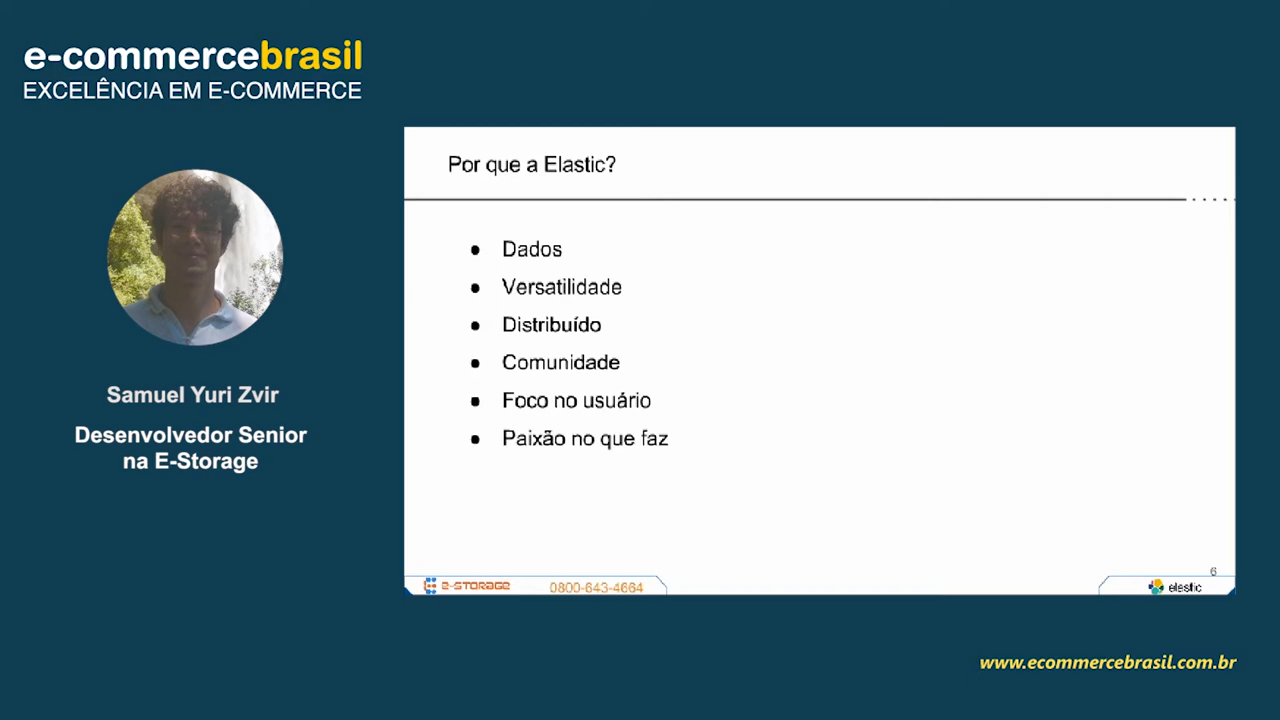 e-commercebrasil
EXCELÊNCIA EM E-COMMERCE
Samuel Yuri Zvir
Desenvolvedor Senior
na E-Storage
Por que a Elastic?
● Dados
● Versatilidade
● Distribuído
● Comunidade
● Foco no usuário
● Paixão no que faz
6
E-STORAGE 0800-643-4664
elastic
www.ecommercebrasil.com.br